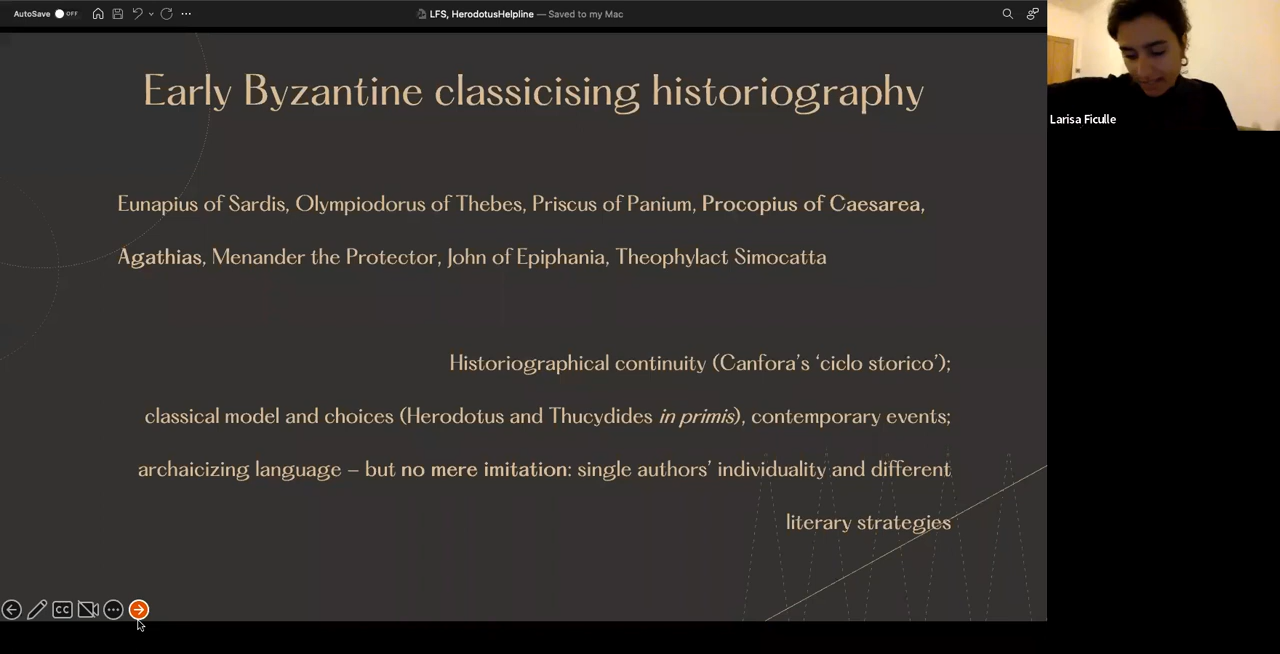 AutoSave OFF
LFS, HerodotusHelpline — Saved to my Mac
Early Byzantine classicising historiography
Larisa Ficulle
Eunapius of Sardis, Olympiodorus of Thebes, Priscus of Panium, Procopius of Caesarea,
Agathias, Menander the Protector, John of Epiphania, Theophylact Simocatta
Historiographical continuity (Canfora's 'ciclo storico');
classical model and choices (Herodotus and Thucydides in primis), contemporary events;
archaicizing language – but no mere imitation: single authors' individuality and different
literary strategies
CC